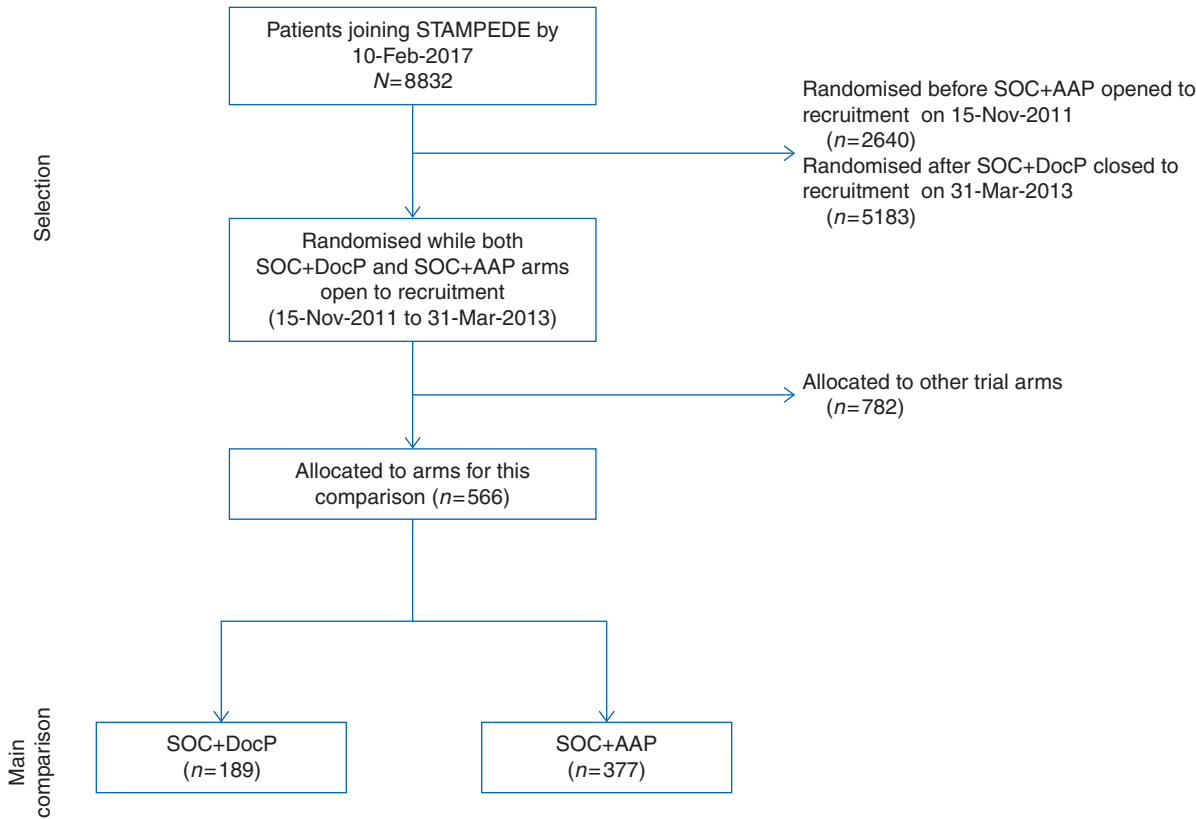 Patients joining STAMPEDE by
10-Feb-2017
N=8832
Randomised before SOC+AAP opened to
recruitment on 15-Nov-2011
(n=2640)
Randomised after SOC+DocP closed to
recruitment on 31-Mar-2013
(n=5183)
Selection
Randomised while both
SOC+DocP and SOC+AAP arms
open to recruitment
(15-Nov-2011 to 31-Mar-2013)
Allocated to other trial arms
(n=782)
Allocated to arms for this
comparison (n=566)
Main
comparison
SOC+DocP
(n=189)
SOC+AAP
(n=377)